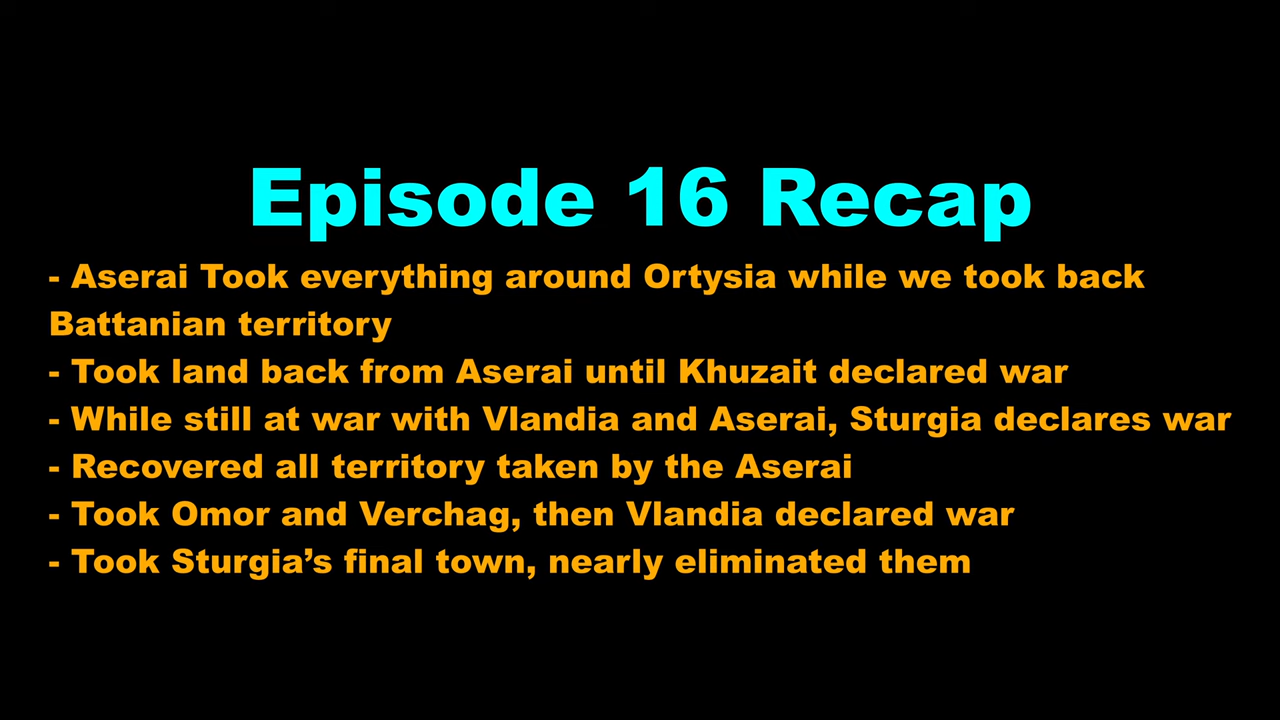 Episode 16 Recap
- Aserai Took everything around Ortysia while we took back
Battanian territory
- Took land back from Aserai until Khuzait declared war
- While still at war with Vlandia and Aserai, Sturgia declares war
- Recovered all territory taken by the Aserai
- Took Omor and Verchag, then Vlandia declared war
- Took Sturgia’s final town, nearly eliminated them